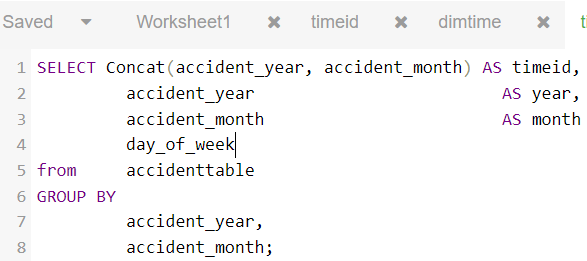 Saved Worksheet1 timeid dimtime
1 SELECT Concat(accident_year, accident_month) AS timeid,
2 accident_year AS year,
3 accident_month AS month
4 day_of_week
5 from accidenttable
6 GROUP BY
7 accident_year,
8 accident_month;